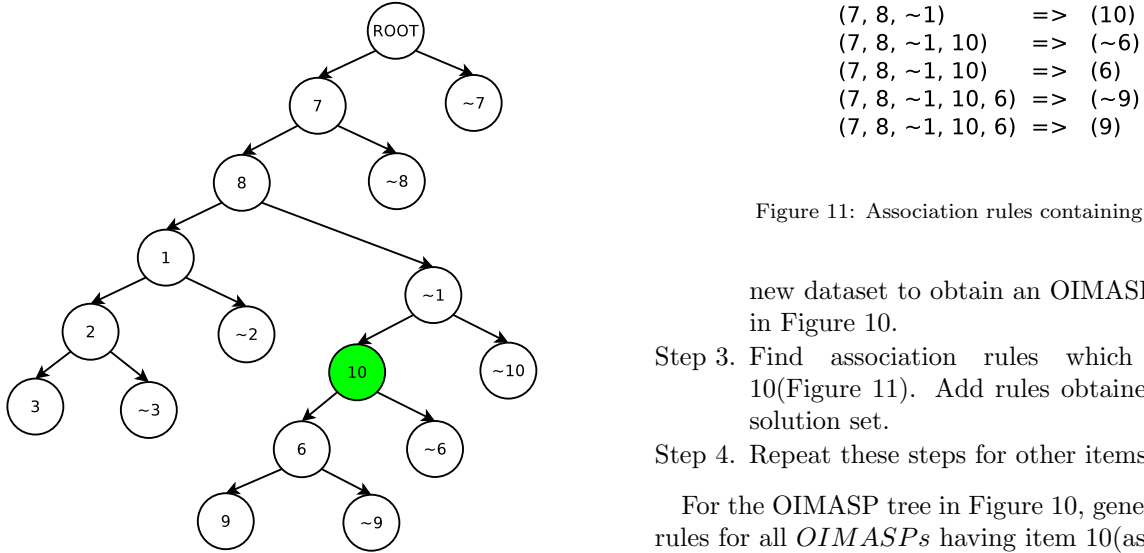 ROOT
7
~7
8
~8
1
~1
2
~2
10
~10
3
~3
6
~6
9
~9
(7, 8, ~1) => (10)
(7, 8, ~1, 10) => (~6)
(7, 8, ~1, 10) => (6)
(7, 8, ~1, 10, 6) => (~9)
(7, 8, ~1, 10, 6) => (9)
Figure 11: Association rules containing
new dataset to obtain an OIMAS
in Figure 10.
Step 3. Find association rules which
10(Figure 11). Add rules obtaine
solution set.
Step 4. Repeat these steps for other items
For the OIMASP tree in Figure 10, gene
rules for all OIMASPs having item 10(as